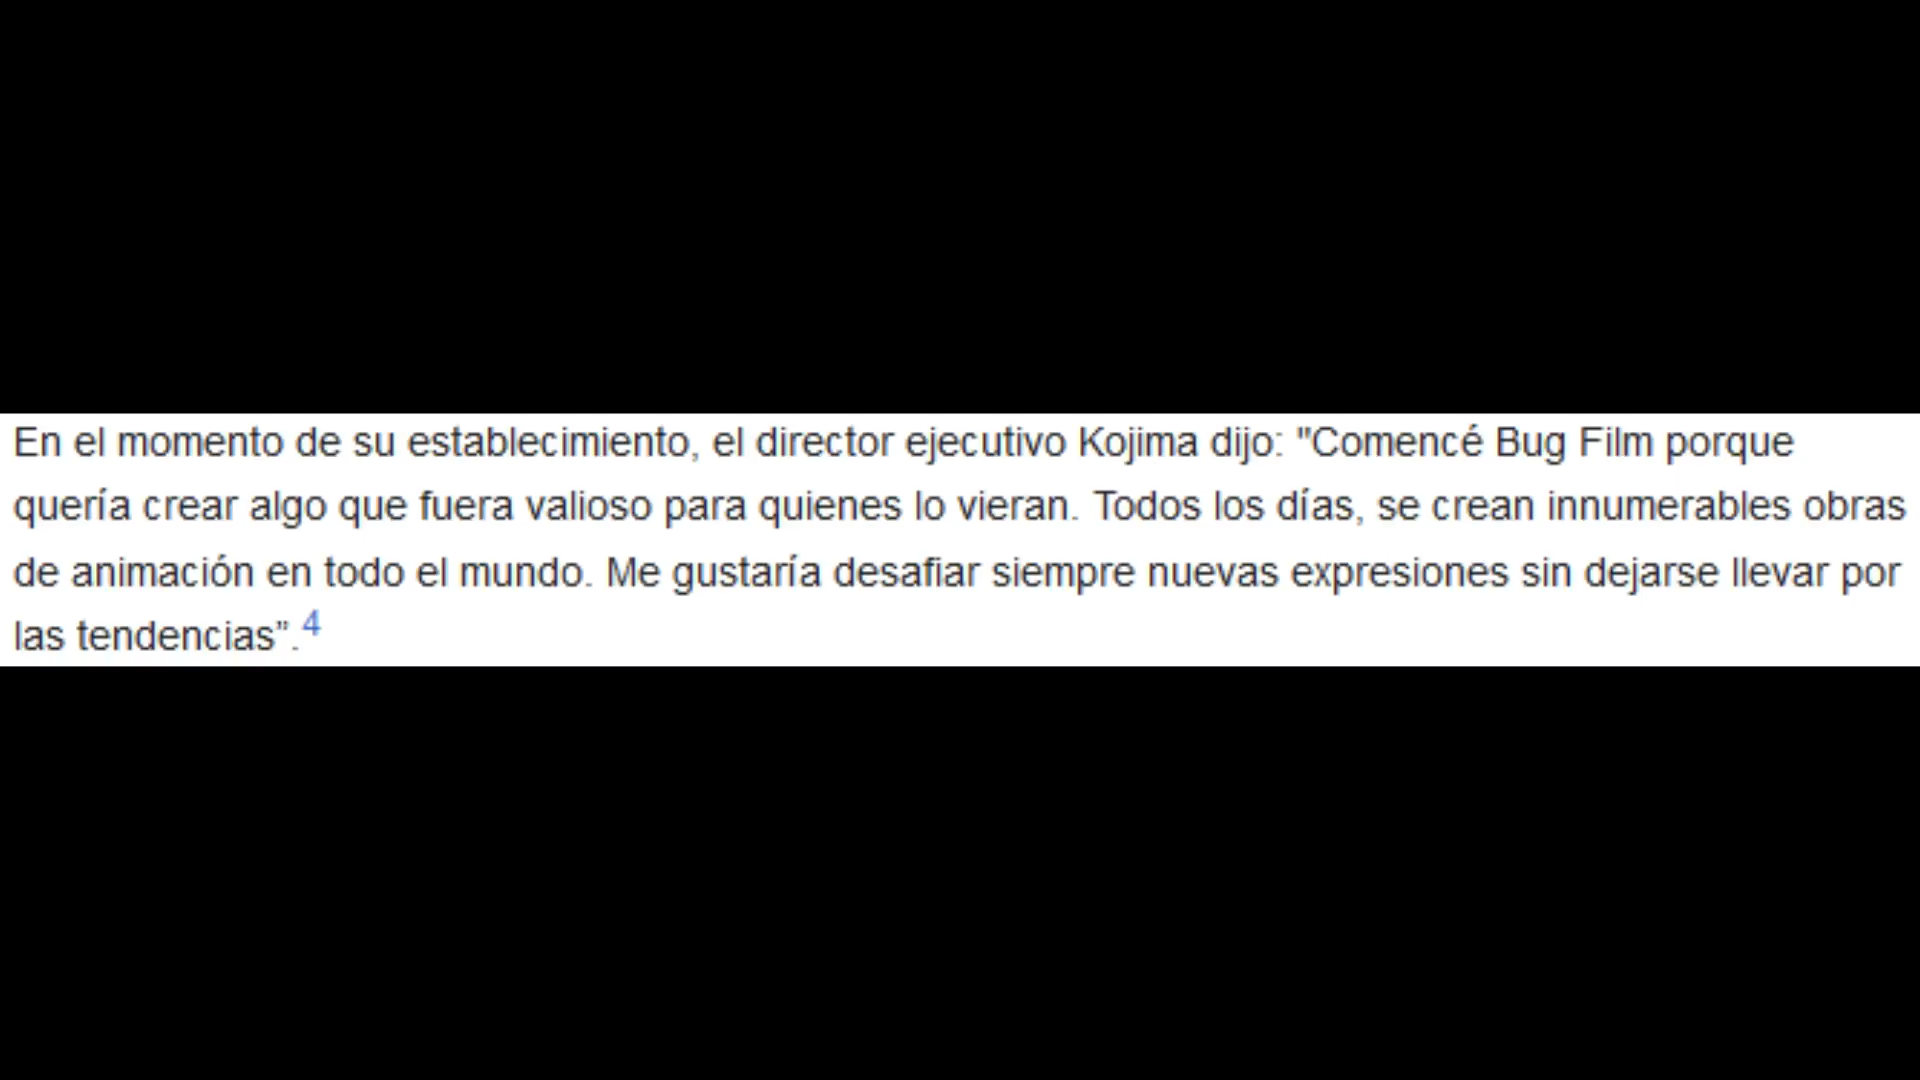 En el momento de su establecimiento, el director ejecutivo Kojima dijo: "Comencé Bug Film porque
quería crear algo que fuera valioso para quienes lo vieran. Todos los días, se crean innumerables obras
de animación en todo el mundo. Me gustaría desafiar siempre nuevas expresiones sin dejarse llevar por
las tendencias”.4